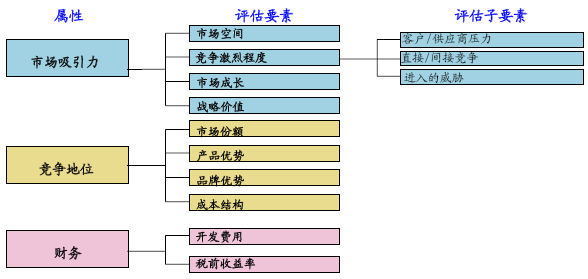 属性 评估要素 评估子要素
市场吸引力
市场空间
竞争激烈程度
市场成长
战略价值
客户/供应商压力
直接/间接竞争
进入的威胁
竞争地位
市场份额
产品优势
品牌优势
成本结构
财务
开发费用
税前收益率